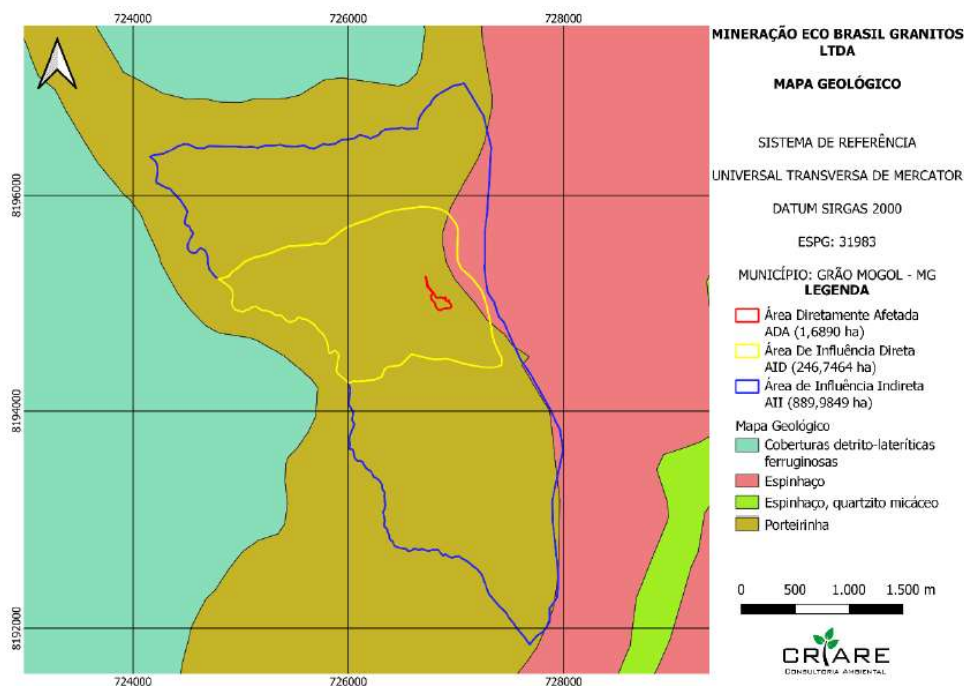 724000
726000
728000
8196000
8194000
8192000
724000
726000
728000
MINERAÇÃO ECO BRASIL GRANITOS
LTDA
MAPA GEOLÓGICO
SISTEMA DE REFERÊNCIA
UNIVERSAL TRANSVERSA DE MERCATOR
DATUM SIRGAS 2000
ESPG: 31983
MUNICÍPIO: GRÃO MOGOL - MG
LEGENDA
Área Diretamente Afetada
ADA (1,6890 ha)
Área De Influência Direta
AID (246,7464 ha)
Área de Influência Indireta
AII (889,9849 ha)
Mapa Geológico
Coberturas detrito-lateríticas
ferruginosas
Espinhaço
Espinhaço, quartzito micáceo
Porteirinha
0 500 1.000 1.500 m
CRIARE
CONSULTORIA AMBIENTAL